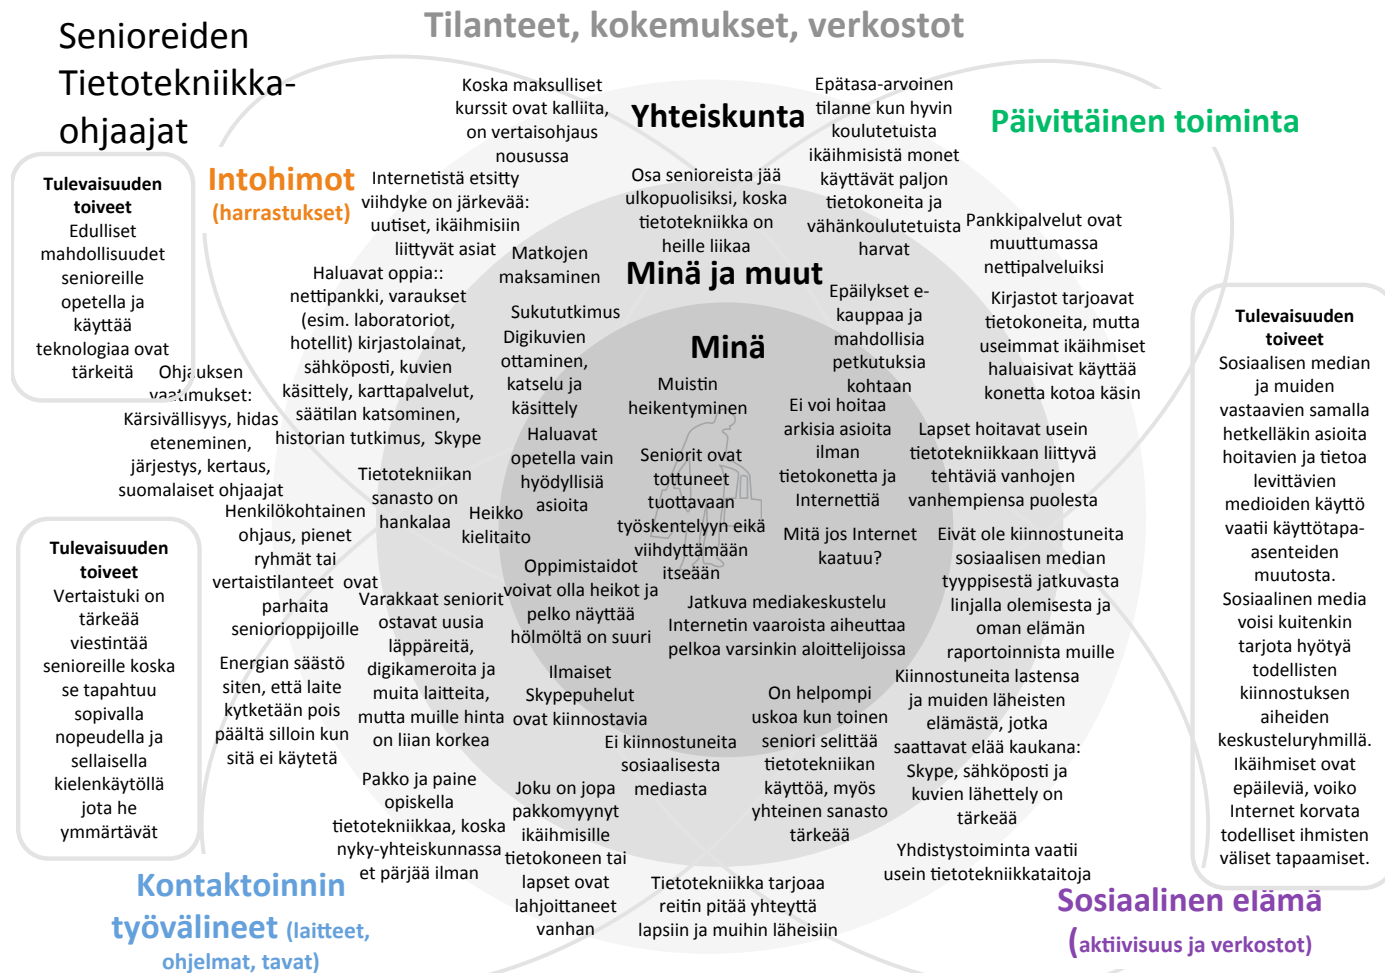 Senioreiden
Tietotekniikka-
ohjaajat
Tilanteet, kokemukset, verkostot
Yhteiskunta
Päivittäinen toiminta
Intohimot
(harrastukset)
Minä ja muut
Minä
Koska maksulliset
kurssit ovat kalliita,
on vertaisohjaus
nousussa
Epätasa-arvoinen
tilanne kun hyvin
koulutetuista
ikäihmisistä monet
käyttävät paljon
tietokoneita ja
vähänkoulutetuista
harvat
Internetistä etsitty
viihdyke on järkevää:
uutiset, ikäihmisiin
liittyvät asiat
Osa senioreista jää
ulkopuolisiksi, koska
tietotekniikka on
heille liikaa
Pankkipalvelut ovat
muuttumassa
nettipalveluiksi
Tulevaisuuden
toiveet
Edulliset
mahdollisuudet
senioreille
opetella ja
käyttää
teknologiaa ovat
tärkeitä
Matkojen
maksaminen
Haluavat oppia::
nettipankki, varaukset
(esim. laboratoriot,
hotellit) kirjastolainat,
sähköposti, kuvien
käsittely, karttapalvelut,
säätilan katsominen,
historian tutkimus,  Skype
Sukututkimus
Digikuvien
ottaminen,
katselu ja
käsittely
Epäilykset e-
kauppaa ja
mahdollisia
petkutuksia
kohtaan
Kirjastot tarjoavat
tietokoneita, mutta
useimmat ikäihmiset
haluaisivat käyttää
konetta kotoa käsin
Ohjauksen
vaatimukset:
Kärsivällisyys, hidas
eteneminen,
järjestys, kertaus,
suomalaiset ohjaajat
Muistin
heikentyminen
Ei voi hoitaa
arkisia asioita
ilman
tietokonetta ja
Internettiä
Lapset hoitavat usein
tietotekniikkaan liittyvä
tehtäviä vanhojen
vanhempiensa puolesta
Haluavat
opetella vain
hyödyllisiä
asioita
Seniorit ovat
tottuneet
tuottavaan
työskentelyyn eikä
viihdyttämään
itseään
Tietotekniikan
sanasto on
hankalaa
Heikko
kielitaito
Mitä jos Internet
kaatuu?
Eivät ole kiinnostuneita
sosiaalisen median
tyyppisestä jatkuvasta
linjalla olemisesta ja
oman elämän
raportoinnista muille
Henkilökohtainen
ohjaus, pienet
ryhmät tai
vertaistilanteet  ovat
parhaita
seniorioppijoille
Oppimistaidot
voivat olla heikot ja
pelko näyttää
hölmöltä on suuri
Jatkuva mediakeskustelu
Internetin vaaroista aiheuttaa
pelkoa varsinkin aloittelijoissa
Varakkaat seniorit
ostavat uusia
läppäreitä,
digikameroita ja
muita laitteita,
mutta muille hinta
on liian korkea
Energian säästö
siten, että laite
kytketään pois
päältä silloin kun
sitä ei käytetä
Ilmaiset
Skypepuhelut
ovat kiinnostavia
Ei kiinnostuneita
sosiaalisesta
mediasta
On helpompi
uskoa kun toinen
seniori selittää
tietotekniikan
käyttöä, myös
yhteinen sanasto
tärkeää
Kiinnostuneita lastensa
ja muiden läheisten
elämästä, jotka
saattavat elää kaukana:
Skype, sähköposti ja
kuvien lähettely on
tärkeää
Pakko ja paine
opiskella
tietotekniikkaa, koska
nyky-yhteiskunnassa
et pärjää ilman
Joku on jopa
pakkomyynyt
ikäihmisille
tietokoneen tai
lapset ovat
lahjoittaneet
vanhan
Tietotekniikka tarjoaa
reitin pitää yhteyttä
lapsiin ja muihin läheisiin
Yhdistystoiminta vaatii
usein tietotekniikkataitoja
Tulevaisuuden
toiveet
Vertaistuki on
tärkeää
viestintää
senioreille koska
se tapahtuu
sopivalla
nopeudella ja
sellaisella
kielenkäytöllä
jota he
ymmärtävät
Tulevaisuuden
toiveet
Sosiaalisen median
ja muiden
vastaavien samalla
hetkelläkin asioita
hoitavien ja tietoa
levittävien
medioiden käyttö
vaatii käyttötapa-
asenteiden
muutosta.
Sosiaalinen media
voisi kuitenkin
tarjota hyötyä
todellisten
kiinnostuksen
aiheiden
keskusteluryhmillä.
Ikäihmiset ovat
epäileviä, voiko
Internet korvata
todelliset ihmisten
väliset tapaamiset.
Kontaktoinnin
työvälineet (laitteet,
ohjelmat, tavat)
Sosiaalinen elämä
(aktiivisuus ja verkostot)